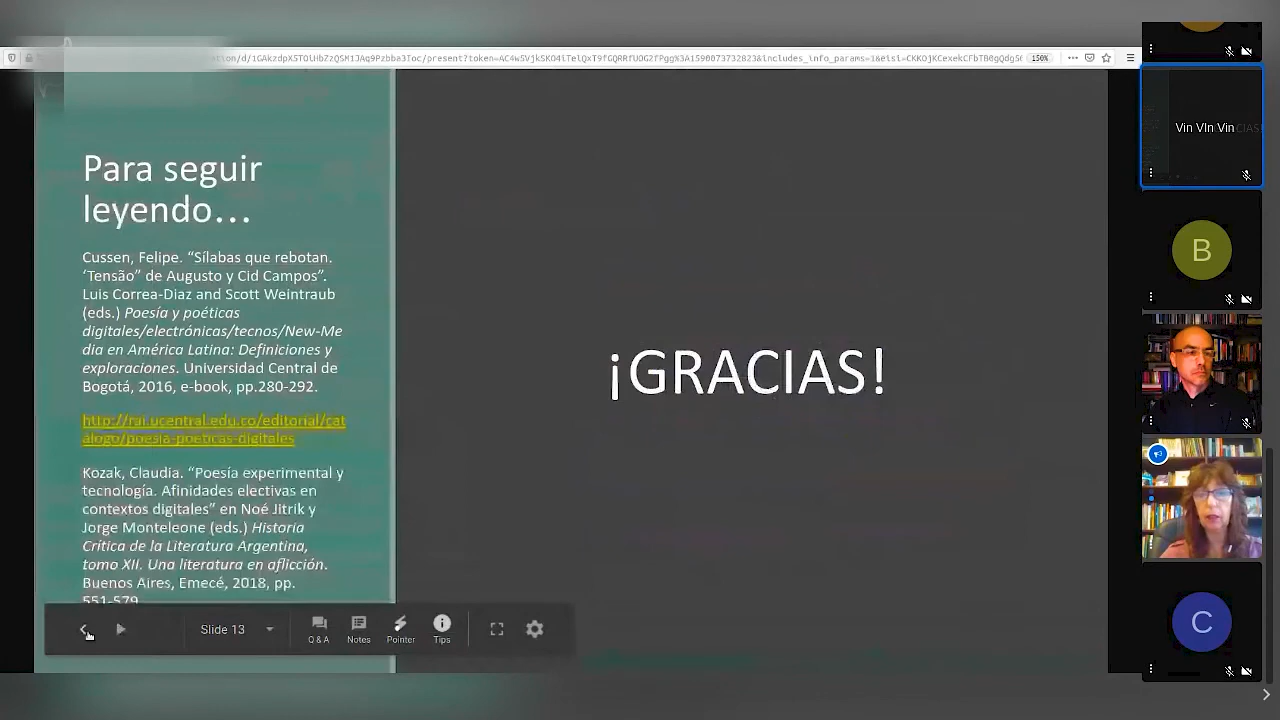 150%
Para seguir
leyendo...
Cussen, Felipe. “Sílabas que rebotan.
‘Tensão” de Augusto y Cid Campos”.
Luis Correa-Diaz and Scott Weintraub
(eds.) Poesía y poéticas
digitales/electrónicas/tecnos/New-Me
dia en América Latina: Definiciones y
exploraciones. Universidad Central de
Bogotá, 2016, e-book, pp.280-292.
http://rai.ucentral.edu.co/editorial/cat
alogo/poesia-poeticas-digitales
Kozak, Claudia. “Poesía experimental y
tecnología. Afinidades electivas en
contextos digitales” en Noé Jitrik y
Jorge Monteleone (eds.) Historia
Crítica de la Literatura Argentina,
tomo XII. Una literatura en aflicción.
Buenos Aires, Emecé, 2018, pp.
551-579
¡GRACIAS!
Slide 13
Q & A
Notes
Pointer
Tips
Vin VIn Vin
B
C